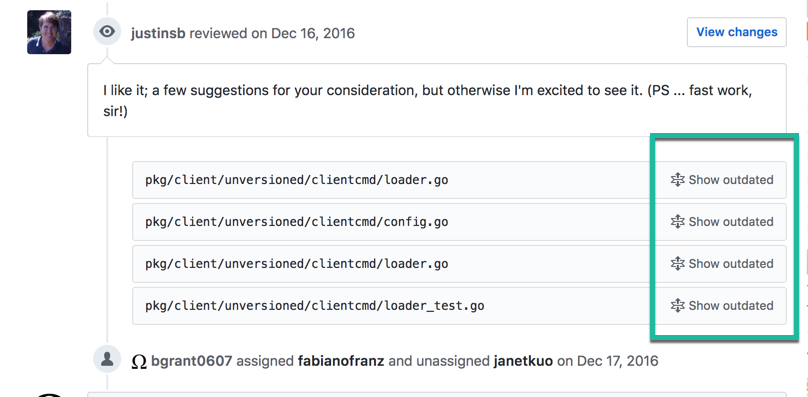 justinsb reviewed on Dec 16, 2016
View changes
I like it; a few suggestions for your consideration, but otherwise I'm excited to see it. (PS ... fast work,
sir!)
pkg/client/unversioned/clientcmd/loader.go Show outdated
pkg/client/unversioned/clientcmd/config.go Show outdated
pkg/client/unversioned/clientcmd/loader.go Show outdated
pkg/client/unversioned/clientcmd/loader_test.go Show outdated
Ω bgrant0607 assigned fabianofranz and unassigned janetkuo on Dec 17, 2016